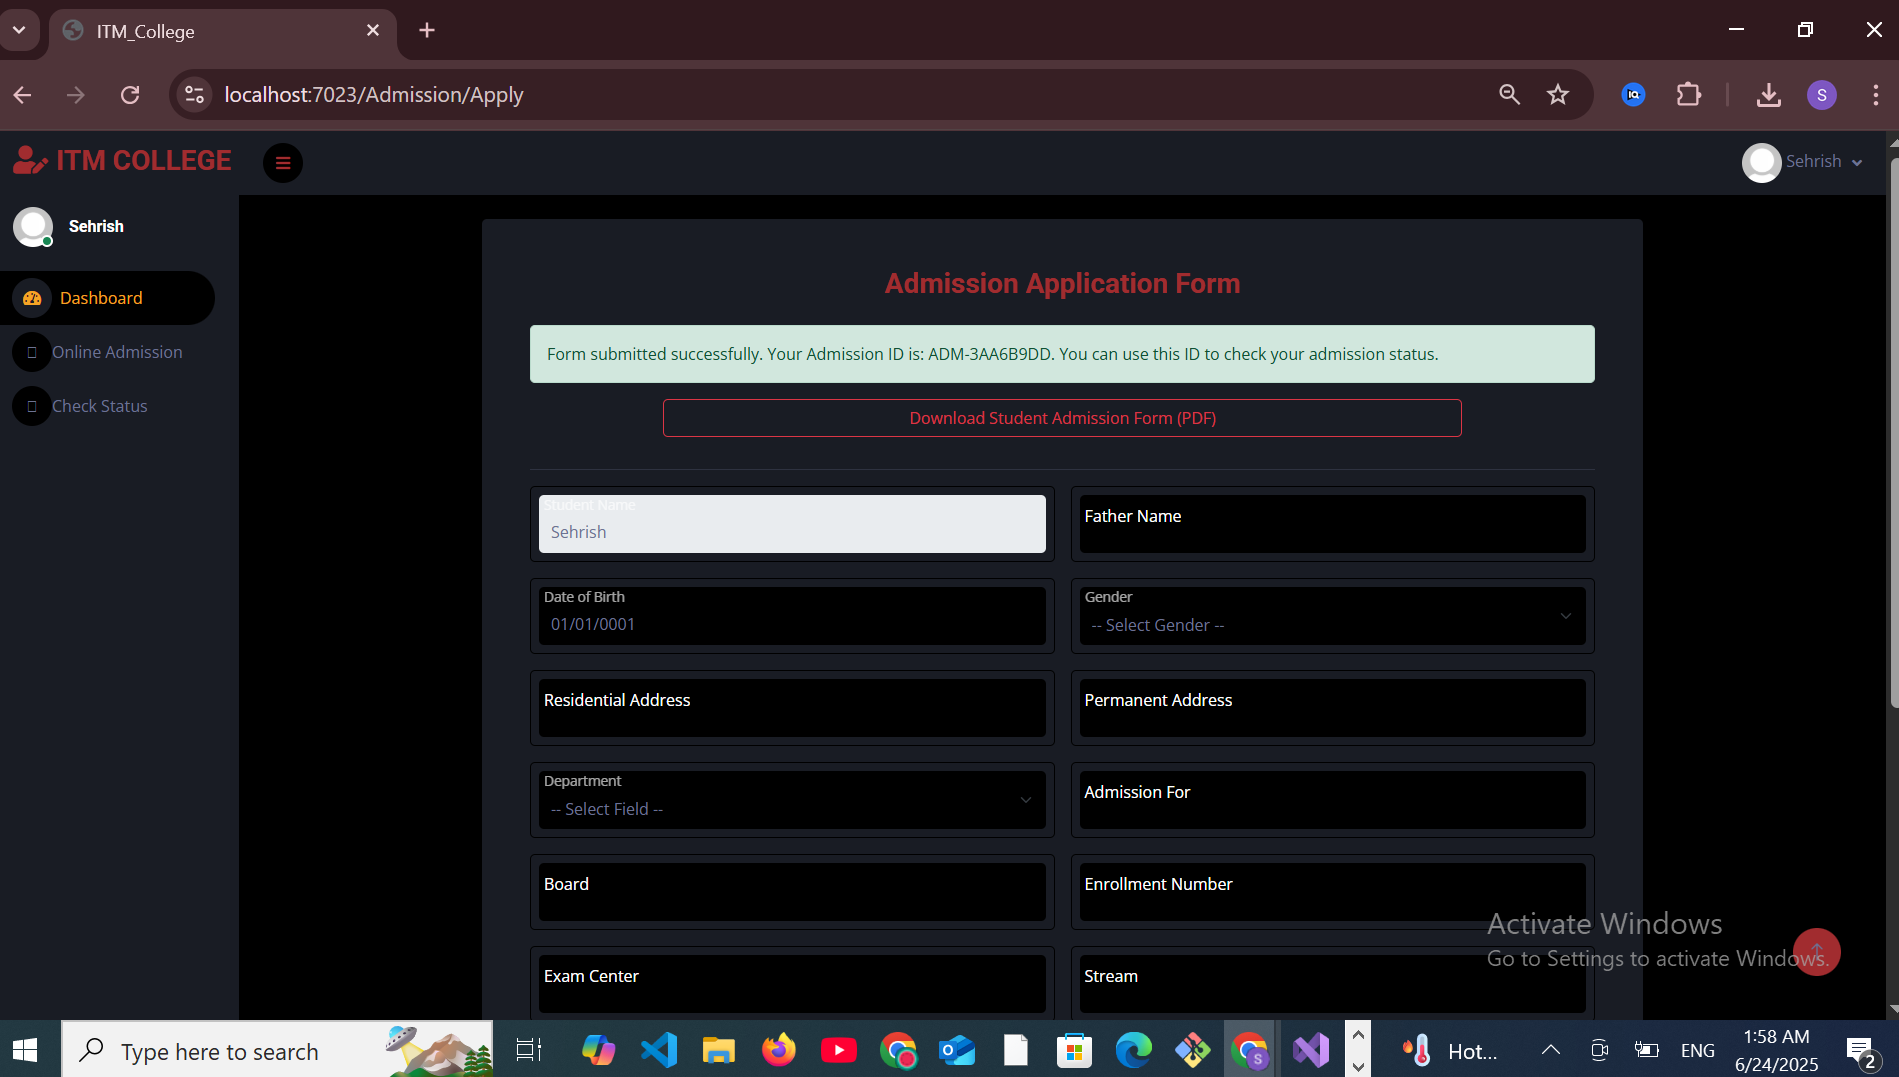 ITM_College
localhost:7023/Admission/Apply
S
ITM COLLEGE
Sehrish
Sehrish
Dashboard
Online Admission
Check Status
Admission Application Form
Form submitted successfully. Your Admission ID is: ADM-3AA6B9DD. You can use this ID to check your admission status.
Download Student Admission Form (PDF)
Student Name
Sehrish
Father Name
Date of Birth
01/01/0001
Gender
-- Select Gender --
Residential Address
Permanent Address
Department
-- Select Field --
Admission For
Board
Enrollment Number
Exam Center
Stream
Activate Windows
Go to Settings to activate Windows.
Type here to search
Hot...
ENG
1:58 AM
6/24/2025
2